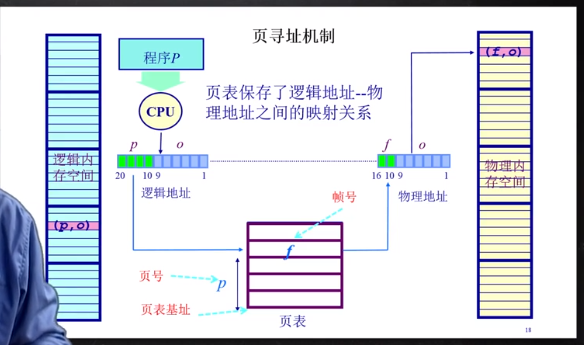 页寻址机制
程序P
CPU
页表保存了逻辑地址--物
理地址之间的映射关系
p o
20 10 9 1
逻辑地址
f o
16 10 9 1
物理地址
逻辑内
存空间
(p,o)
(f,o)
物理内
存空间
帧号
f
页号
p
页表基址
页表
18